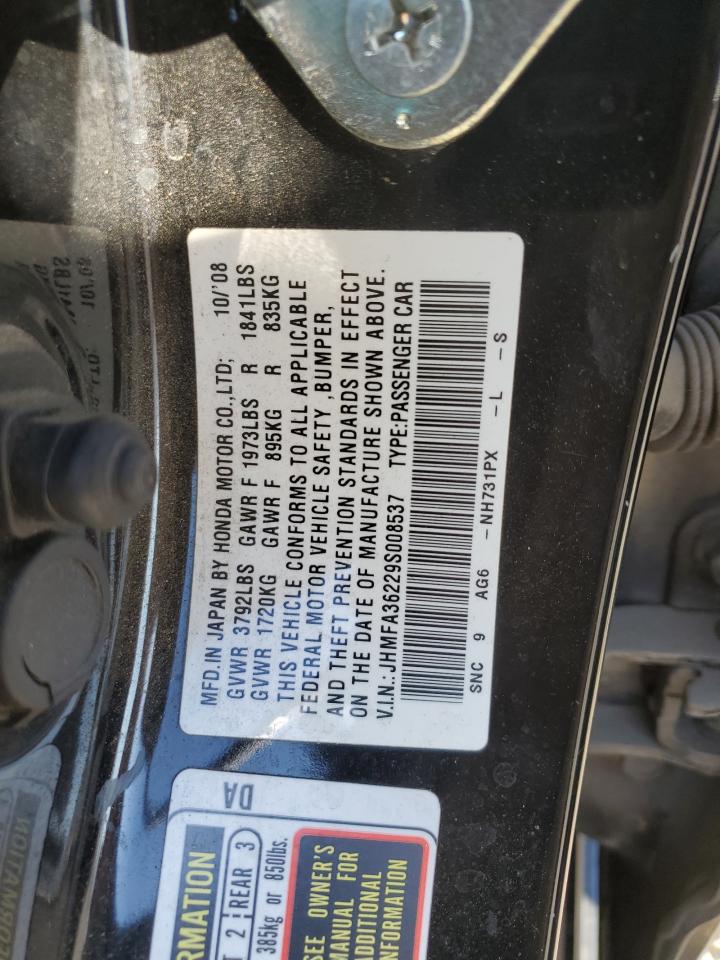 MFD.IN JAPAN BY HONDA MOTOR CO.,LTD; 10/'08
GVWR 3792LBS GAWR F 1973LBS R 1841LBS
GVWR 1720KG GAWR F 895KG R 835KG
THIS VEHICLE CONFORMS TO ALL APPLICABLE
FEDERAL MOTOR VEHICLE SAFETY ,BUMPER,
AND THEFT PREVENTION STANDARDS IN EFFECT
ON THE DATE OF MANUFACTURE SHOWN ABOVE.
V.I.N.:JHMFA36229S008537 TYPE:PASSENGER CAR
SNC 9 AG6 -NH731PX -L -S
DA
RMATION
T 2 REAR 3
385kg or 850lbs.
SEE OWNER'S
MANUAL FOR
ADDITIONAL
INFORMATION